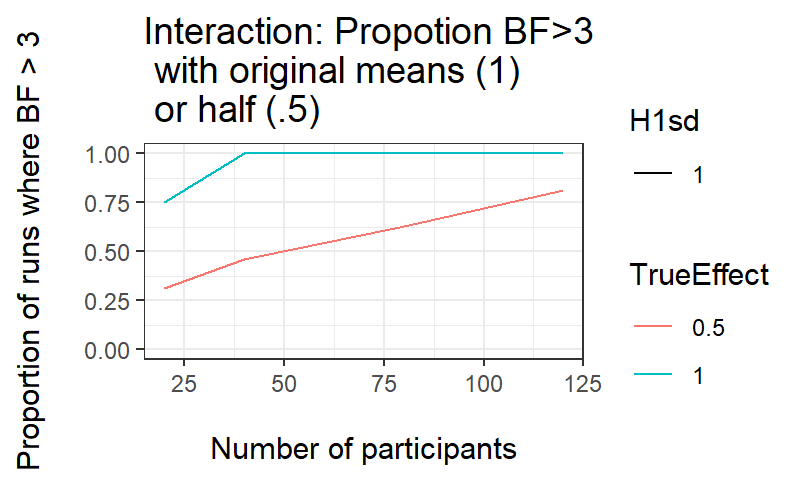 Interaction: Propotion BF>3
with original means (1)
or half (.5)
Proportion of runs where BF > 3
1.00
0.75
0.50
0.25
0.00
25 50 75 100 125
Number of participants
H1sd
1
TrueEffect
0.5
1